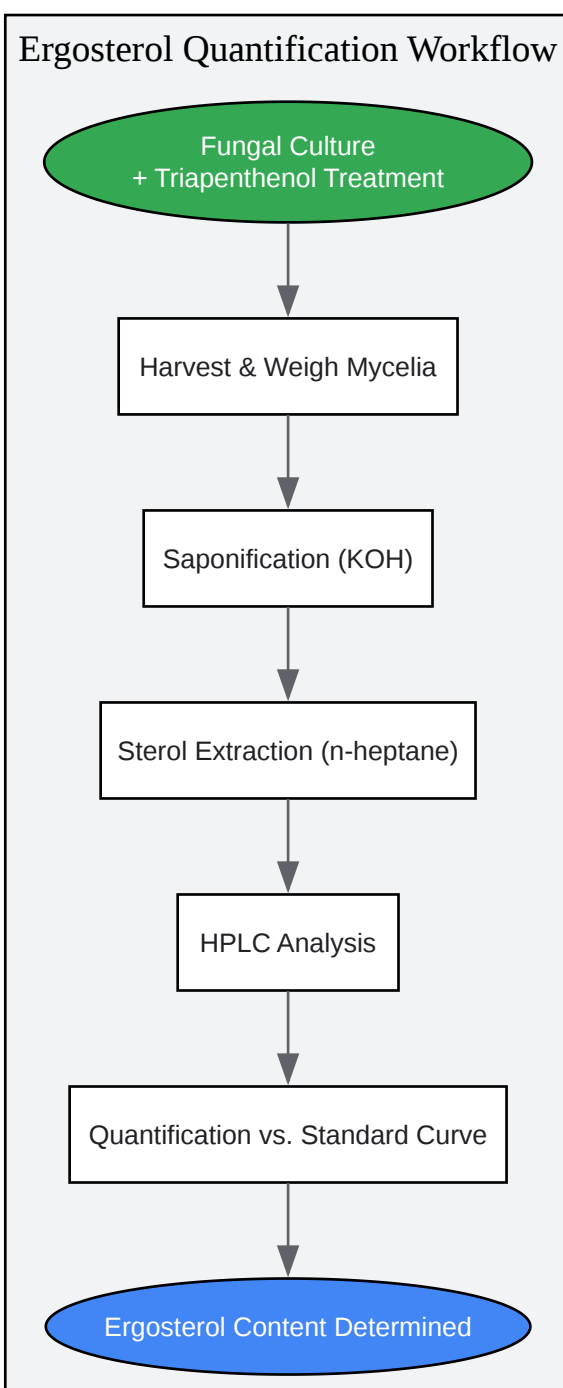 Ergosterol Quantification Workflow
Fungal Culture
+ Triapenthenol Treatment
Harvest & Weigh Mycelia
Saponification (KOH)
Sterol Extraction (n-heptane)
HPLC Analysis
Quantification vs. Standard Curve
Ergosterol Content Determined